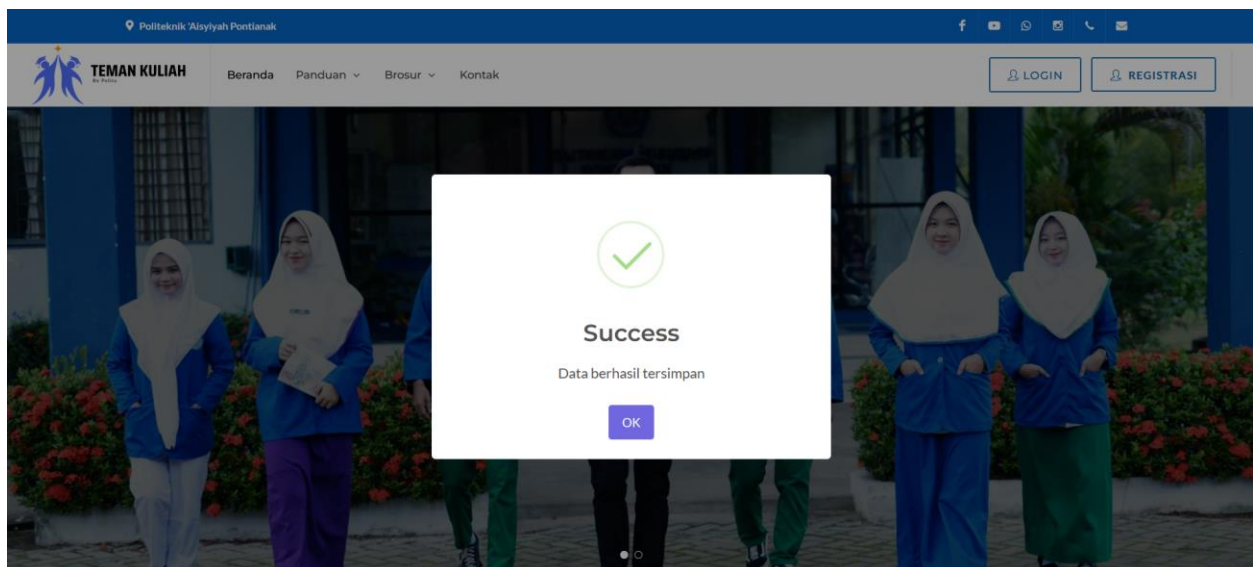 Politeknik 'Aisyiyah Pontianak
TEMAN KULIAH
Beranda
Panduan
Brosur
Kontak
LOGIN
REGISTRASI
Success
Data berhasil tersimpan
OK